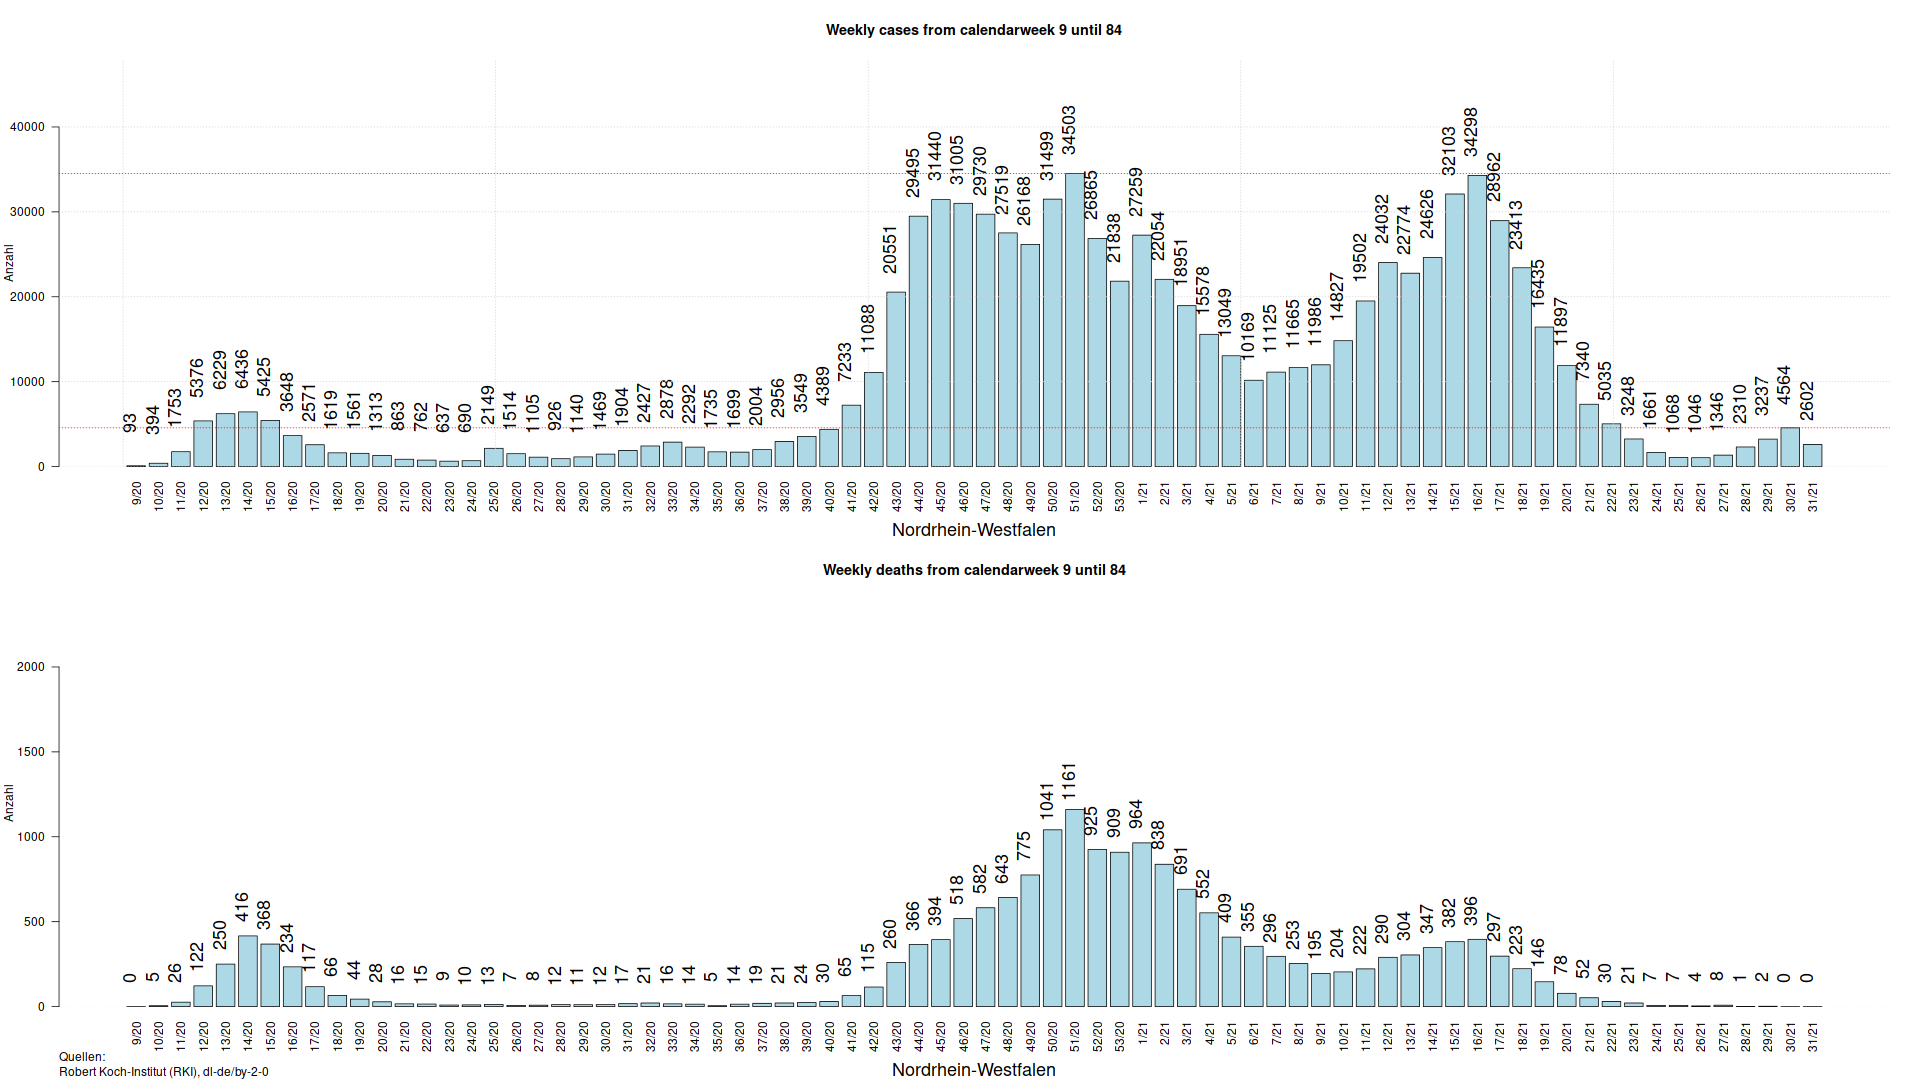 Weekly cases from calendarweek 9 until 84
Anzahl
40000
30000
20000
10000
0
93 394 1753 5376 6229 6436 5425 3648 2571 1619 1561 1313 863 762 637 690 2149 1514 1105 926 1140 1469 1904 2427 2878 2292 1735 1699 2004 2956 3549 4389 7233 11088 20551 29495 31440 31005 29730 27519 26168 31499 34503 26865 21838 27259 22054 18951 15578 13049 10169 11125 11665 11986 14827 19502 24032 22774 24626 32103 34298 28962 23413 16435 11897 7340 5035 3248 1661 1068 1046 1346 2310 3237 4564 2602
9/20 10/20 11/20 12/20 13/20 14/20 15/20 16/20 17/20 18/20 19/20 20/20 21/20 22/20 23/20 24/20 25/20 26/20 27/20 28/20 29/20 30/20 31/20 32/20 33/20 34/20 35/20 36/20 37/20 38/20 39/20 40/20 41/20 42/20 43/20 44/20 45/20 46/20 47/20 48/20 49/20 50/20 51/20 52/20 53/20 1/21 2/21 3/21 4/21 5/21 6/21 7/21 8/21 9/21 10/21 11/21 12/21 13/21 14/21 15/21 16/21 17/21 18/21 19/21 20/21 21/21 22/21 23/21 24/21 25/21 26/21 27/21 28/21 29/21 30/21 31/21
Nordrhein-Westfalen
Weekly deaths from calendarweek 9 until 84
Anzahl
2000
1500
1000
500
0
0 5 26 122 250 416 368 234 117 66 44 28 16 15 9 10 13 7 8 12 11 12 17 21 16 14 5 14 19 21 24 30 65 115 260 366 394 518 582 643 775 1041 1161 925 909 964 838 691 552 409 355 296 253 195 204 222 290 304 347 382 396 297 223 146 78 52 30 21 7 7 4 8 1 2 0 0
9/20 10/20 11/20 12/20 13/20 14/20 15/20 16/20 17/20 18/20 19/20 20/20 21/20 22/20 23/20 24/20 25/20 26/20 27/20 28/20 29/20 30/20 31/20 32/20 33/20 34/20 35/20 36/20 37/20 38/20 39/20 40/20 41/20 42/20 43/20 44/20 45/20 46/20 47/20 48/20 49/20 50/20 51/20 52/20 53/20 1/21 2/21 3/21 4/21 5/21 6/21 7/21 8/21 9/21 10/21 11/21 12/21 13/21 14/21 15/21 16/21 17/21 18/21 19/21 20/21 21/21 22/21 23/21 24/21 25/21 26/21 27/21 28/21 29/21 30/21 31/21
Nordrhein-Westfalen
Quellen:
Robert Koch-Institut (RKI), dl-de/by-2-0